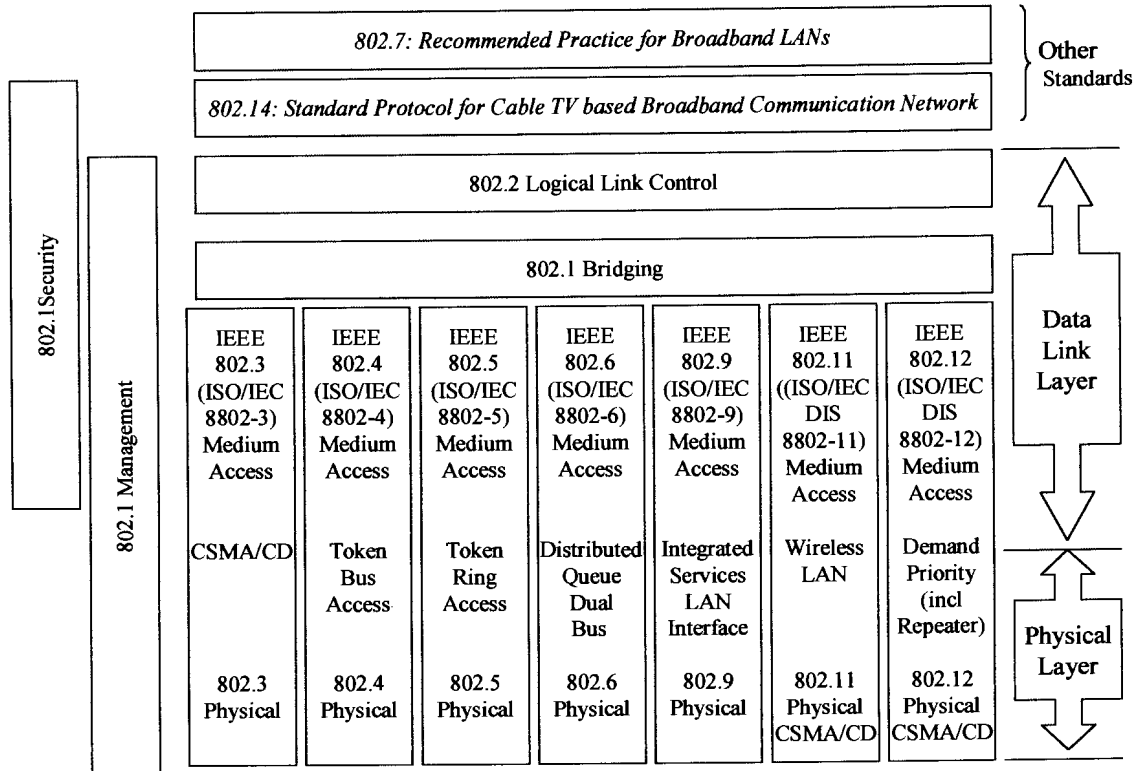 802.7: Recommended Practice for Broadband LANs
802.14: Standard Protocol for Cable TV based Broadband Communication Network
Other
Standards
802.1Security
802.1 Management
802.2 Logical Link Control
802.1 Bridging
IEEE
802.3
(ISO/IEC
8802-3)
Medium
Access
CSMA/CD
802.3
Physical
IEEE
802.4
(ISO/IEC
8802-4)
Medium
Access
Token
Bus
Access
802.4
Physical
IEEE
802.5
(ISO/IEC
8802-5)
Medium
Access
Token
Ring
Access
802.5
Physical
IEEE
802.6
(ISO/IEC
8802-6)
Medium
Access
Distributed
Queue
Dual
Bus
802.6
Physical
IEEE
802.9
(ISO/IEC
8802-9)
Medium
Access
Integrated
Services
LAN
Interface
802.9
Physical
IEEE
802.11
((ISO/IEC
DIS
8802-11)
Medium
Access
Wireless
LAN
802.11
Physical
CSMA/CD
IEEE
802.12
(ISO/IEC
DIS
8802-12)
Medium
Access
Demand
Priority
(incl
Repeater)
802.12
Physical
CSMA/CD
Data
Link
Layer
Physical
Layer